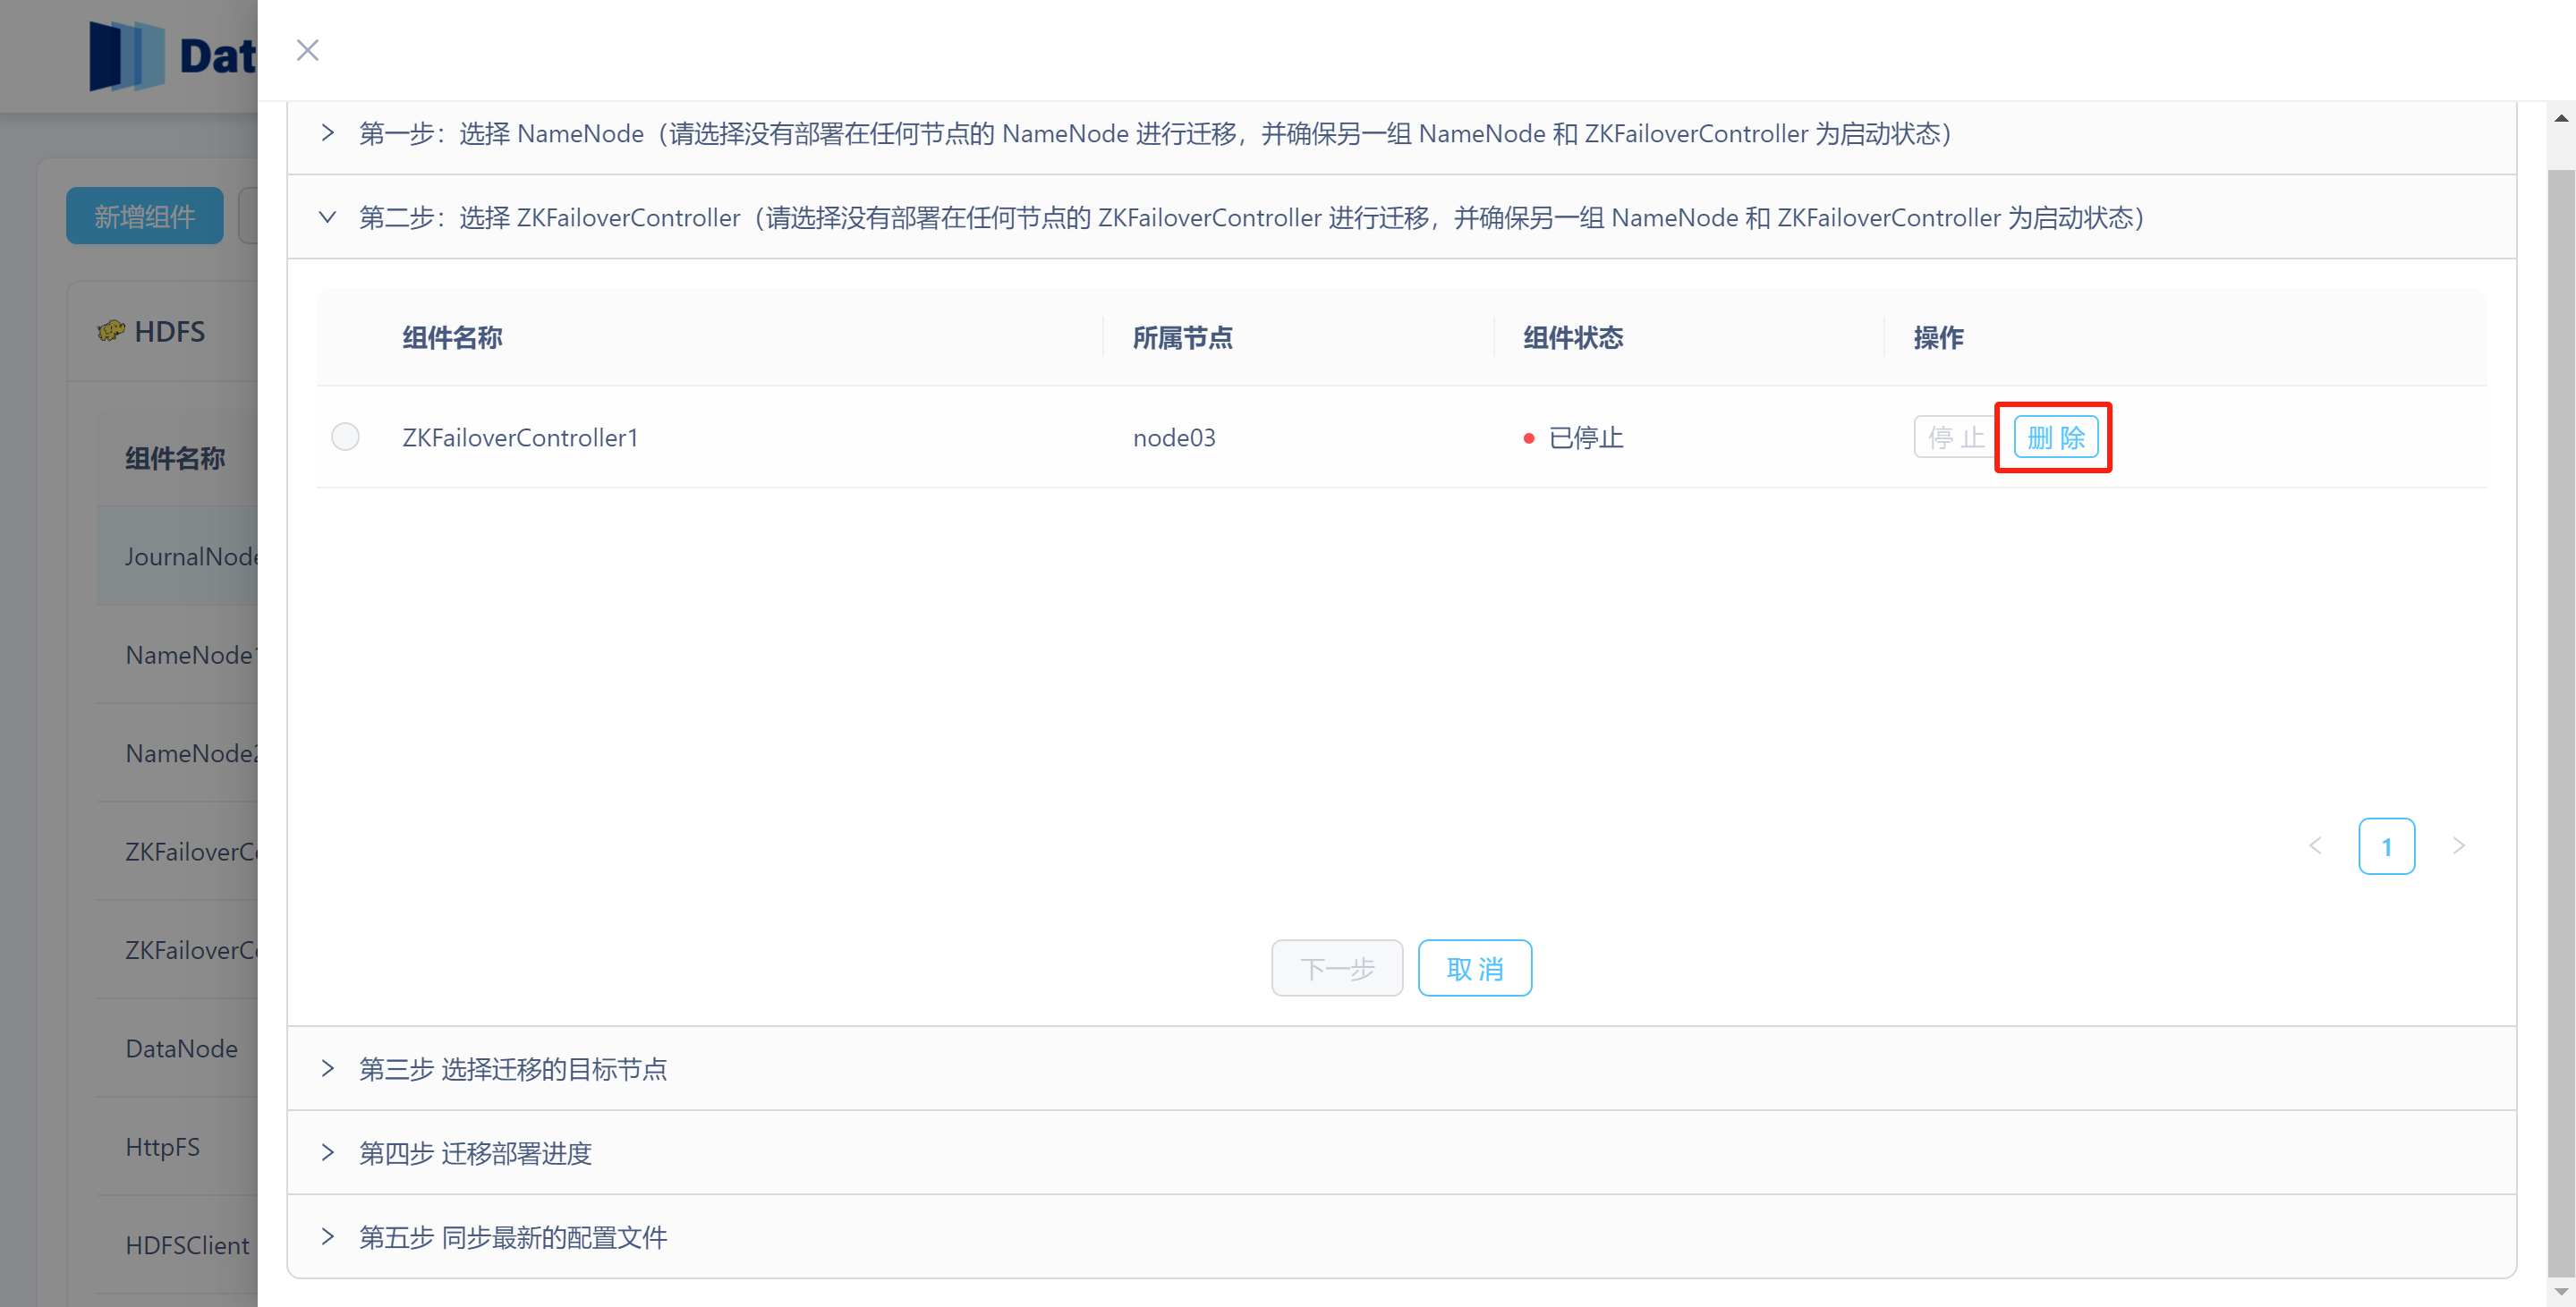 Dat
新增组件
HDFS
组件名称
JournalNode
NameNode1
NameNode2
ZKFailoverCo
ZKFailoverCo
DataNode
HttpFS
HDFSClient
第一步：选择 NameNode（请选择没有部署在任何节点的 NameNode 进行迁移，并确保另一组 NameNode 和 ZKFailoverController 为启动状态）
第二步：选择 ZKFailoverController（请选择没有部署在任何节点的 ZKFailoverController 进行迁移，并确保另一组 NameNode 和 ZKFailoverController 为启动状态）
组件名称 所属节点 组件状态 操作
ZKFailoverController1 node03 已停止 停 止 删 除
1
下一步 取 消
第三步 选择迁移的目标节点
第四步 迁移部署进度
第五步 同步最新的配置文件